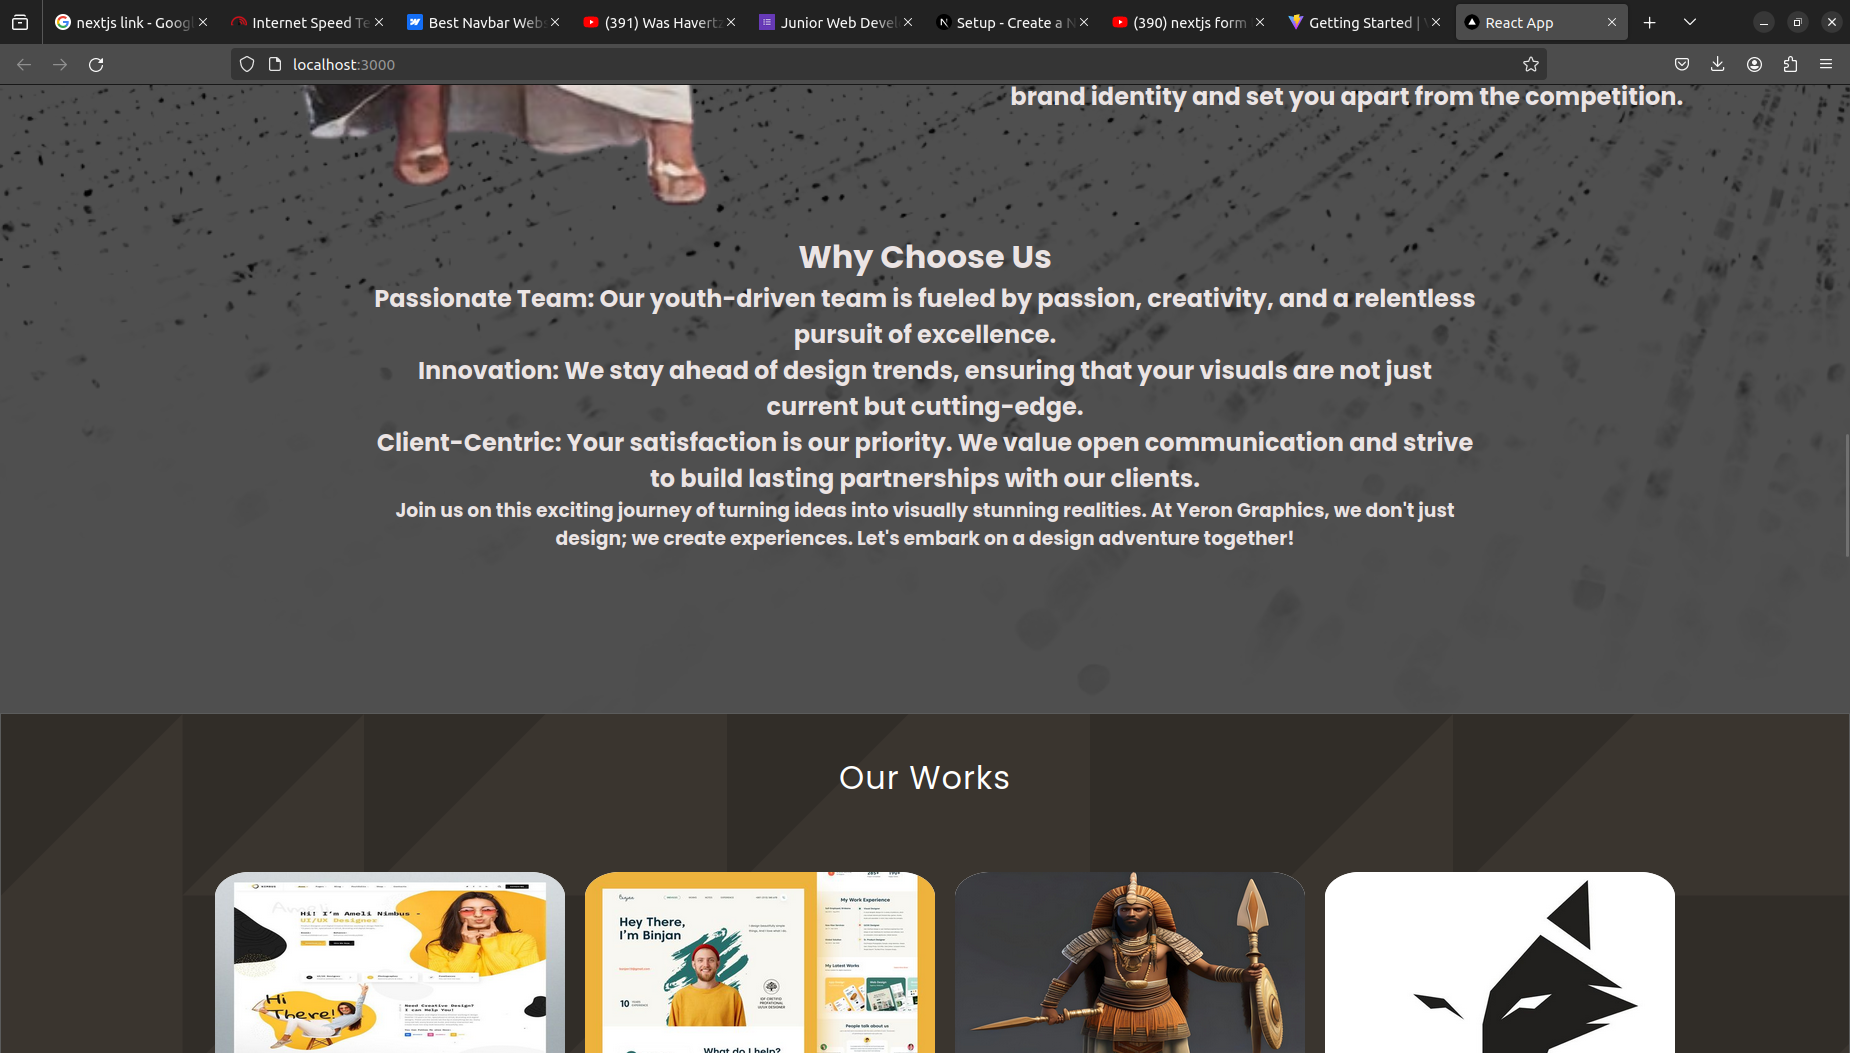 nextjs link - Googl
Internet Speed Te
Best Navbar Webs
(391) Was Havertz
Junior Web Devel
Setup - Create a N
(390) nextjs form
Getting Started |
React App
localhost:3000
brand identity and set you apart from the competition.
Why Choose Us
Passionate Team: Our youth-driven team is fueled by passion, creativity, and a relentless
pursuit of excellence.
Innovation: We stay ahead of design trends, ensuring that your visuals are not just
current but cutting-edge.
Client-Centric: Your satisfaction is our priority. We value open communication and strive
to build lasting partnerships with our clients.
Join us on this exciting journey of turning ideas into visually stunning realities. At Yeron Graphics, we don't just
design; we create experiences. Let's embark on a design adventure together!
Our Works
Hi! I'm Ameli Nimbus -
UI/UX Designes
Hi
There!
Need Creative Design?
I can Help You!
Hey There,
I'm Binjan
10 YEARS
EXPERIENCE
My Work Experience
My Latest Works
People talk about us
What do I help?